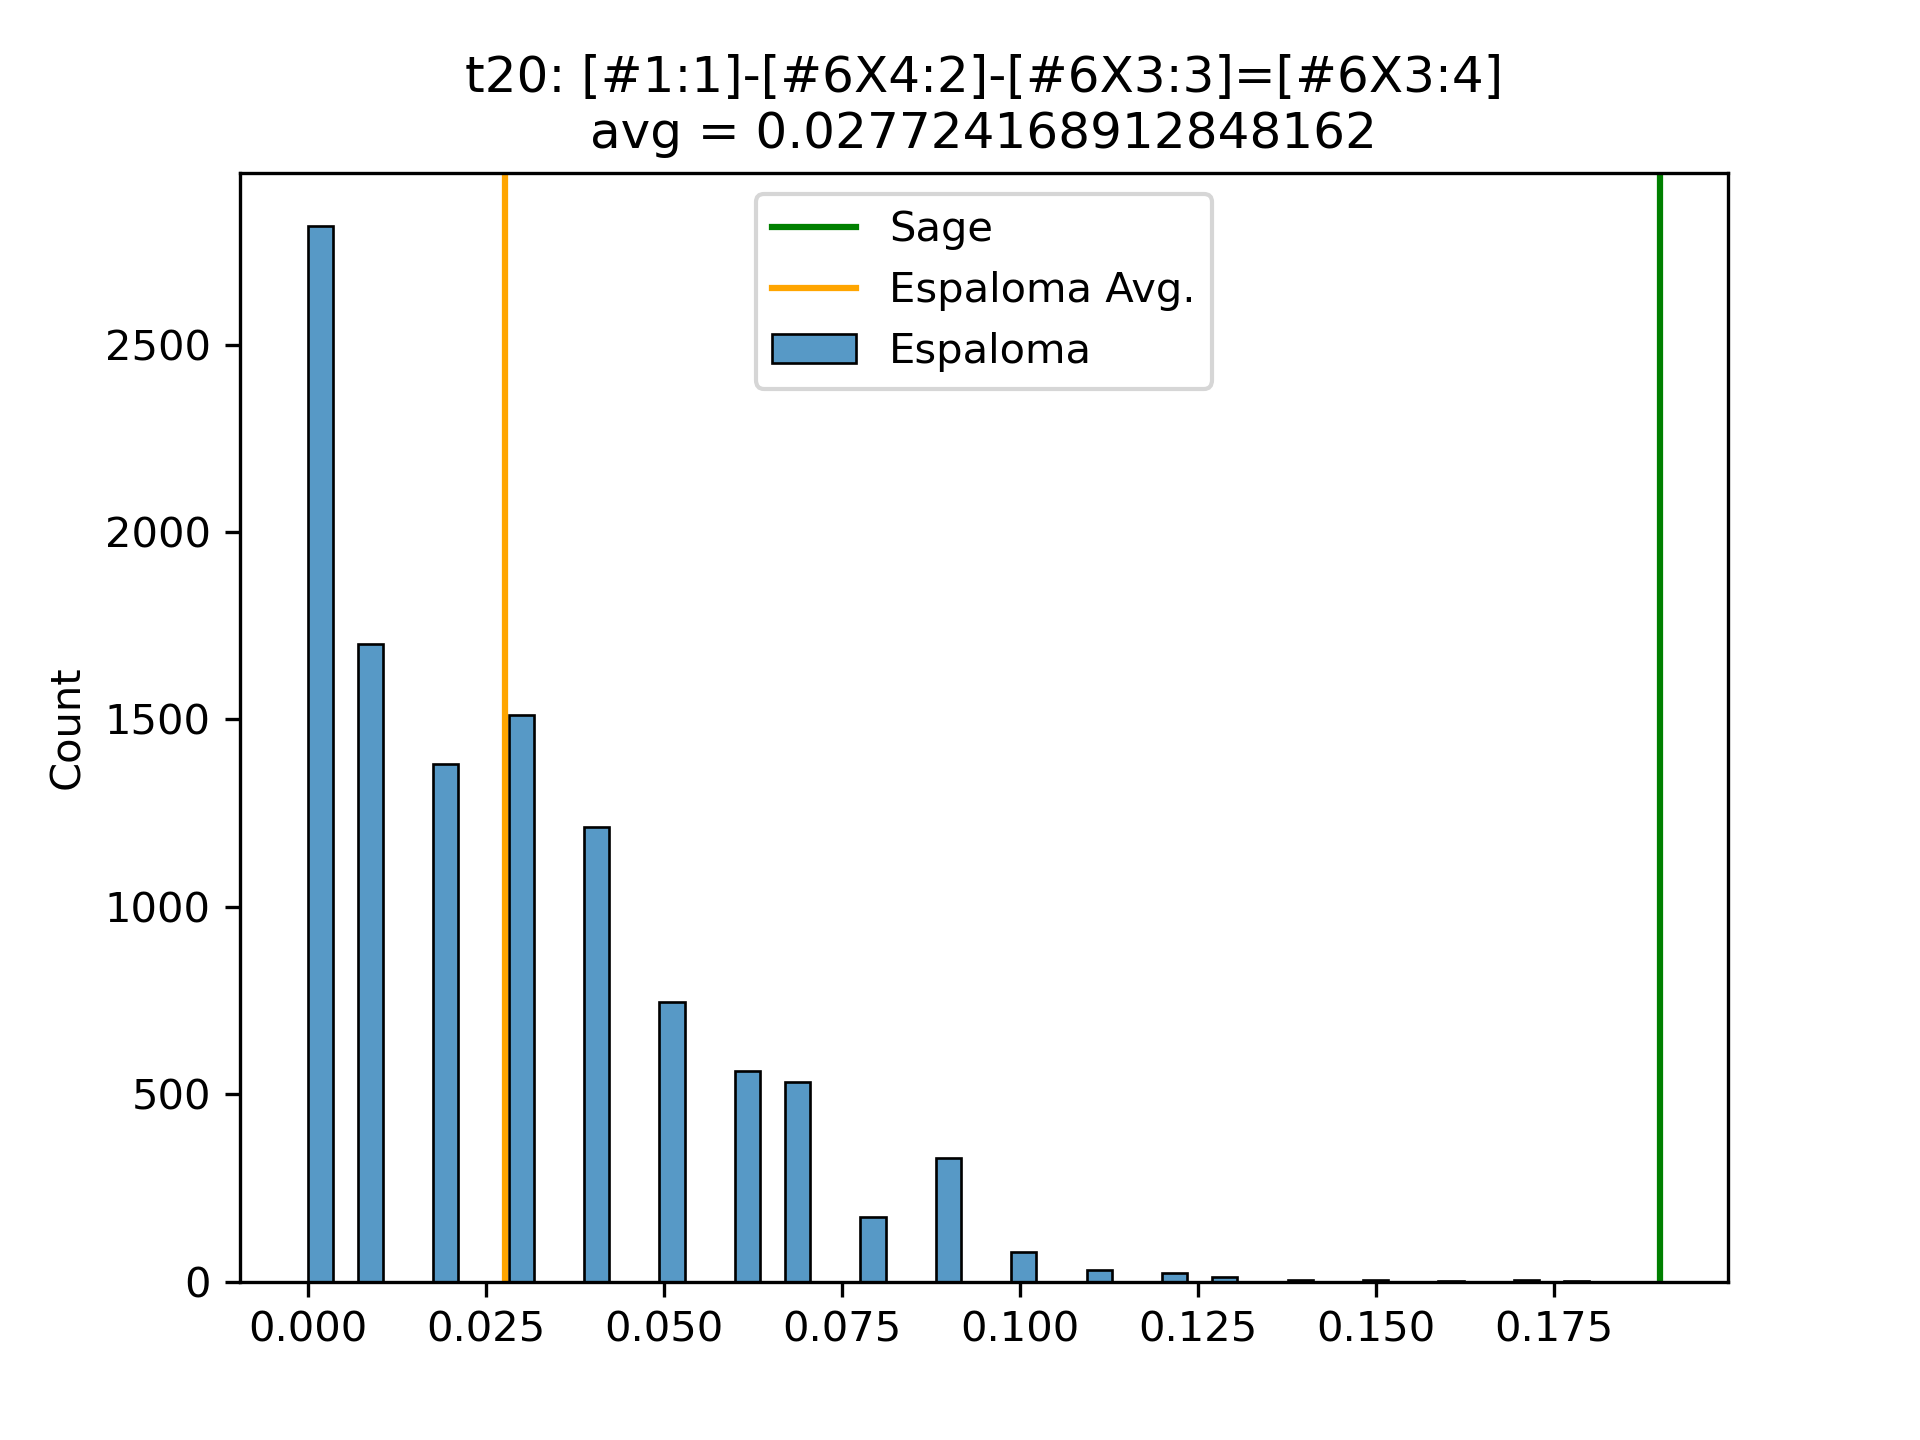 t20: [#1:1]-[#6X4:2]-[#6X3:3]=[#6X3:4]
avg = 0.027724168912848162
Sage
Espaloma Avg.
Espaloma
Count
2500
2000
1500
1000
500
0
0.000 0.025 0.050 0.075 0.100 0.125 0.150 0.175